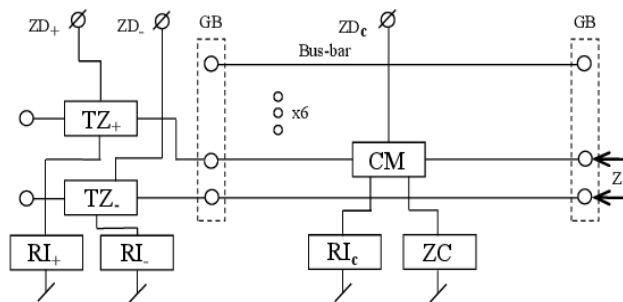 ZD+ ZD- GB ZDc GB
Bus-bar
x6
TZ+
CM
Z
TZ-
RI+ RI- RIc ZC